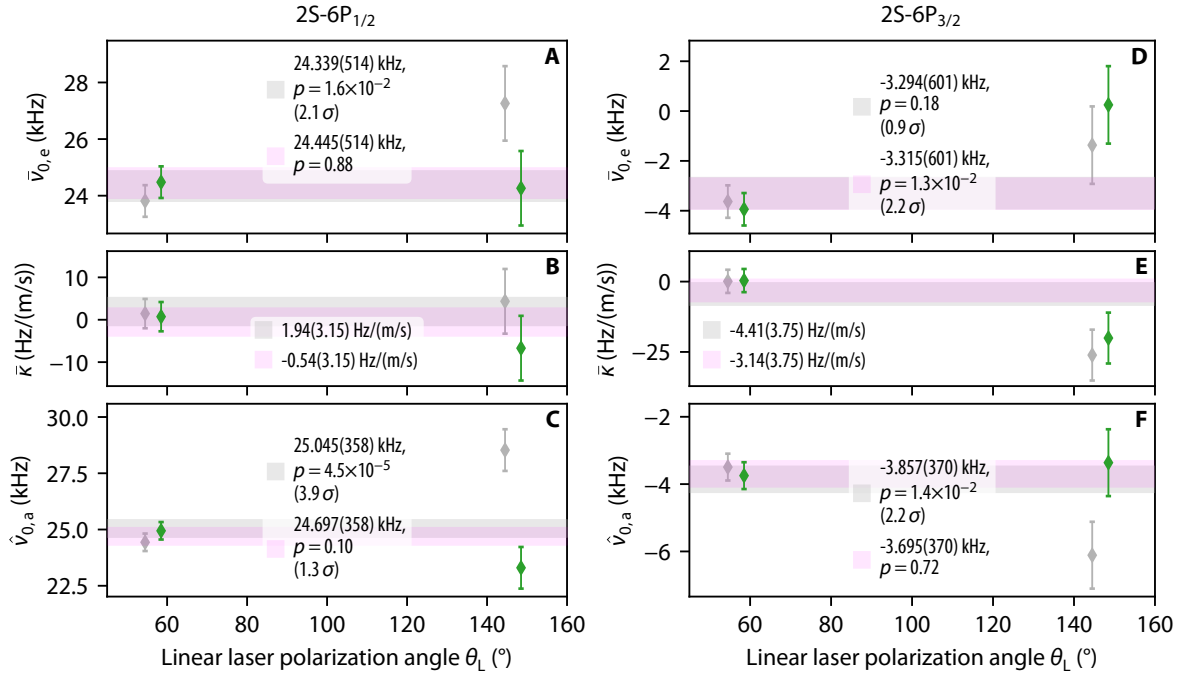 2S-6P1/2
A
28
26
24
ν̄0,e (kHz)
24.339(514) kHz,
p = 1.6×10−2
(2.1 σ)
24.445(514) kHz,
p = 0.88
B
10
0
−10
κ̄ (Hz/(m/s))
1.94(3.15) Hz/(m/s)
-0.54(3.15) Hz/(m/s)
C
30.0
27.5
25.0
22.5
ν̂0,a (kHz)
25.045(358) kHz,
p = 4.5×10−5
(3.9 σ)
24.697(358) kHz,
p = 0.10
(1.3 σ)
60 80 100 120 140 160
Linear laser polarization angle θL (°)
2S-6P3/2
D
2
0
−2
−4
ν̄0,e (kHz)
-3.294(601) kHz,
p = 0.18
(0.9 σ)
-3.315(601) kHz,
p = 1.3×10−2
(2.2 σ)
E
0
−25
κ̄ (Hz/(m/s))
-4.41(3.75) Hz/(m/s)
-3.14(3.75) Hz/(m/s)
F
−2
−4
−6
ν̂0,a (kHz)
-3.857(370) kHz,
p = 1.4×10−2
(2.2 σ)
-3.695(370) kHz,
p = 0.72
60 80 100 120 140 160
Linear laser polarization angle θL (°)